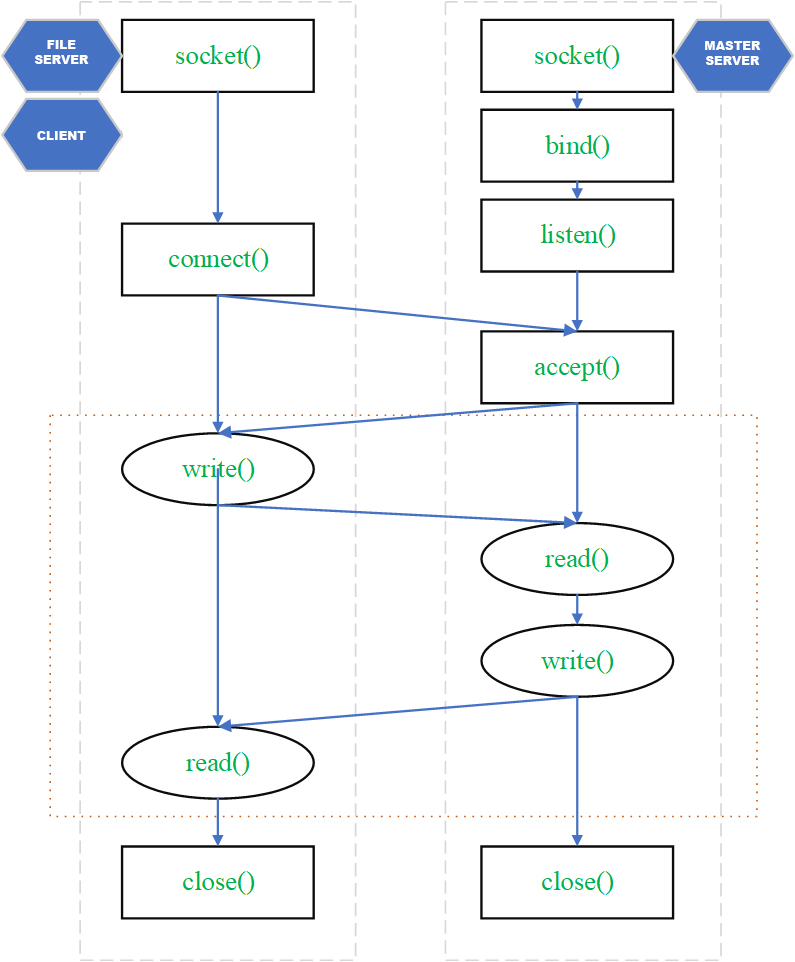 FILE
SERVER
socket()
socket()
MASTER
SERVER
CLIENT
bind()
listen()
connect()
accept()
write()
read()
write()
read()
close()
close()